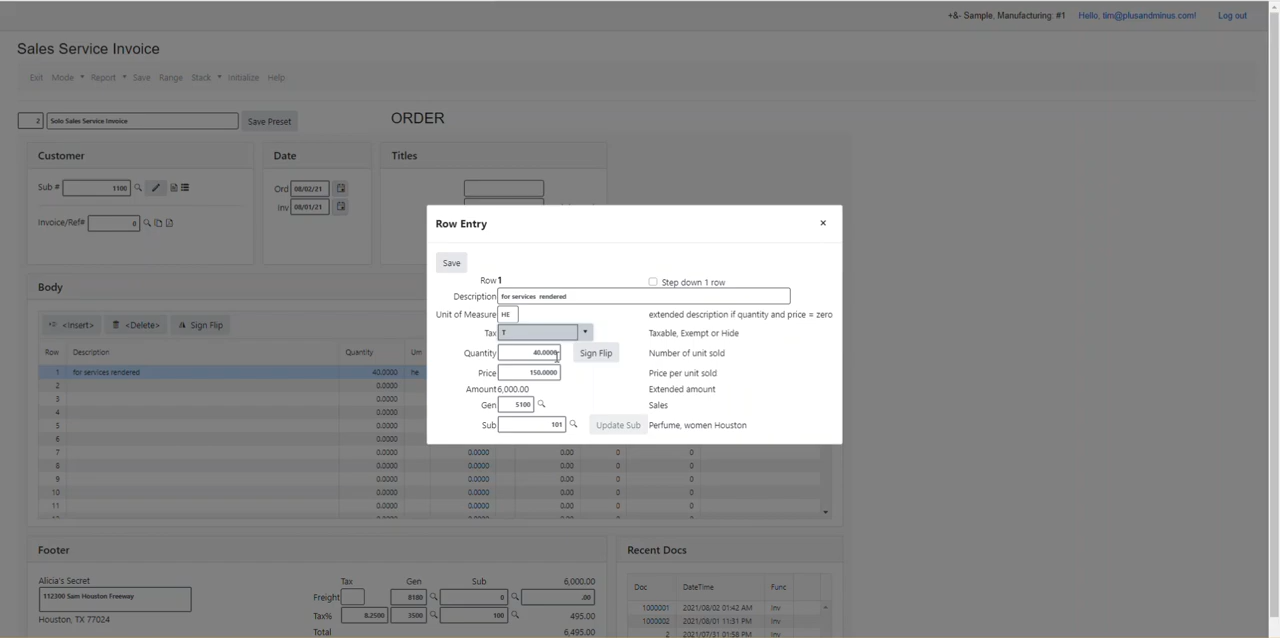 +&- Sample, Manufacturing: #1 Hello, tim@plusandminus.com! Log out
Sales Service Invoice
Exit Mode Report Save Range Stack Initialize Help
2 Solo Sales Service Invoice Save Preset ORDER
Customer Date Titles
Sub # 1100 Ord 08/02/21
Inv 08/01/21
Invoice/Ref# 0
Row Entry ×
Save
Row 1 Step down 1 row
Description for services rendered
Unit of Measure HE extended description if quantity and price = zero
Tax T Taxable, Exempt or Hide
Quantity 40.0000 Sign Flip Number of unit sold
Price 150.0000 Price per unit sold
Amount 6,000.00 Extended amount
Gen 5100 Sales
Sub 101 Update Sub Perfume, women Houston
Body
<Insert> <Delete> Sign Flip
Row Description Quantity Um
1 for services rendered 40.0000 he
2 0.0000
3 0.0000
4 0.0000
5 0.0000
6 0.0000
7 0.0000 0.0000 0.00 0 0
8 0.0000 0.0000 0.00 0 0
9 0.0000 0.0000 0.00 0 0
10 0.0000 0.0000 0.00 0 0
11 0.0000 0.0000 0.00 0 0
Footer Recent Docs
Alicia's Secret Tax Gen Sub 6,000.00
112300 Sam Houston Freeway Freight 8180 0 .00
Houston, TX 77024 Tax% 8.2500 3500 100 495.00
Total 6,495.00
Doc DateTime Func
1000001 2021/08/02 01:42 AM Inv
1000002 2021/08/01 11:31 PM Inv
2 2021/07/31 01:58 PM Inv